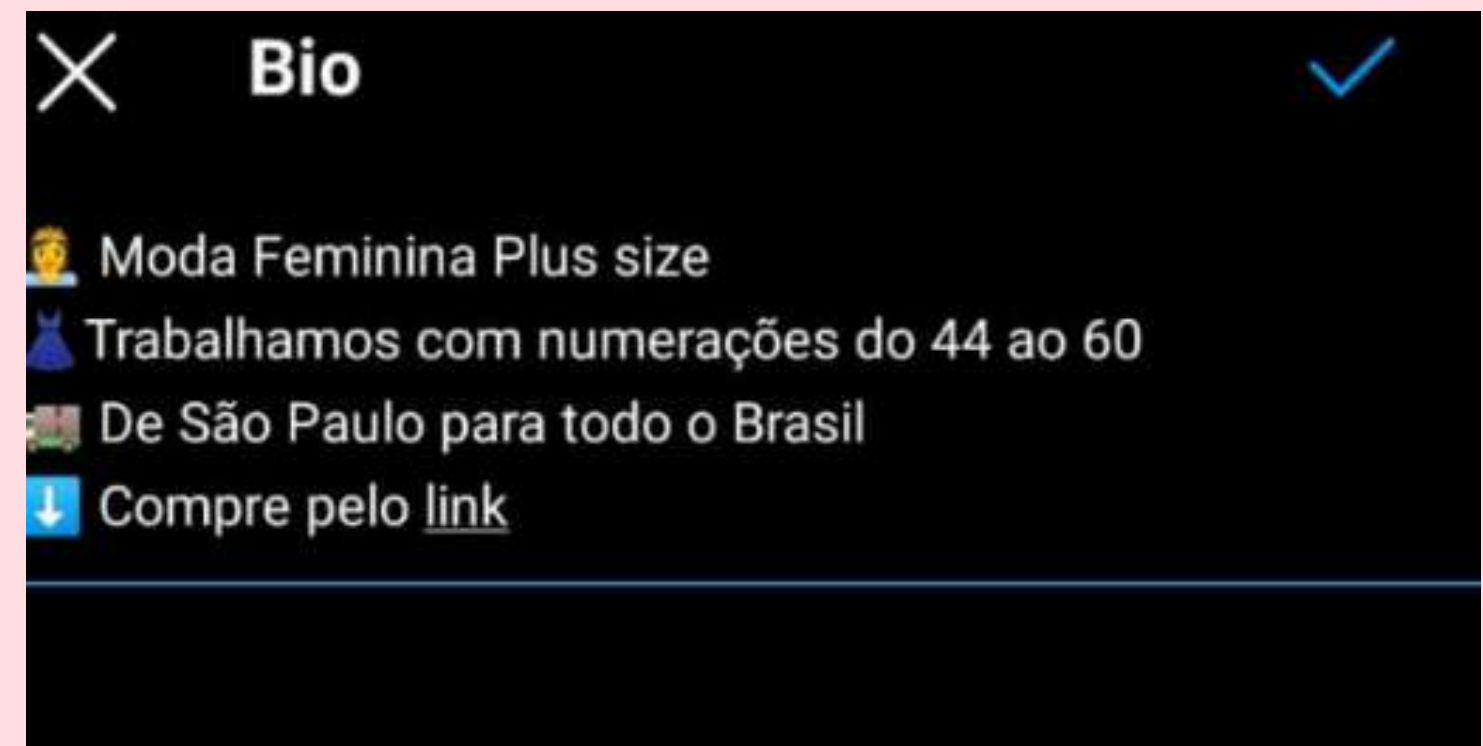 Bio
👸 Moda Feminina Plus size
👗Trabalhamos com numerações do 44 ao 60
🚚 De São Paulo para todo o Brasil
⬇️ Compre pelo link